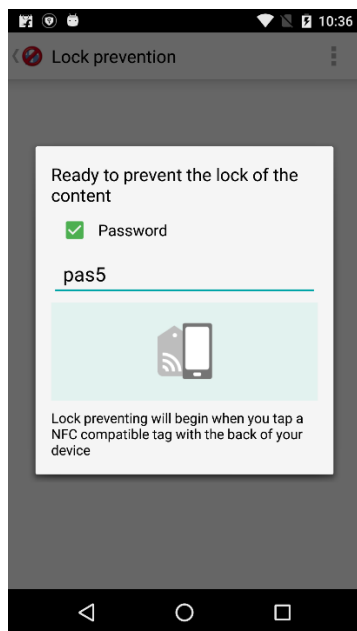 10:36
Lock prevention
Ready to prevent the lock of the
content
Password
pas5
Lock preventing will begin when you tap a
NFC compatible tag with the back of your
device